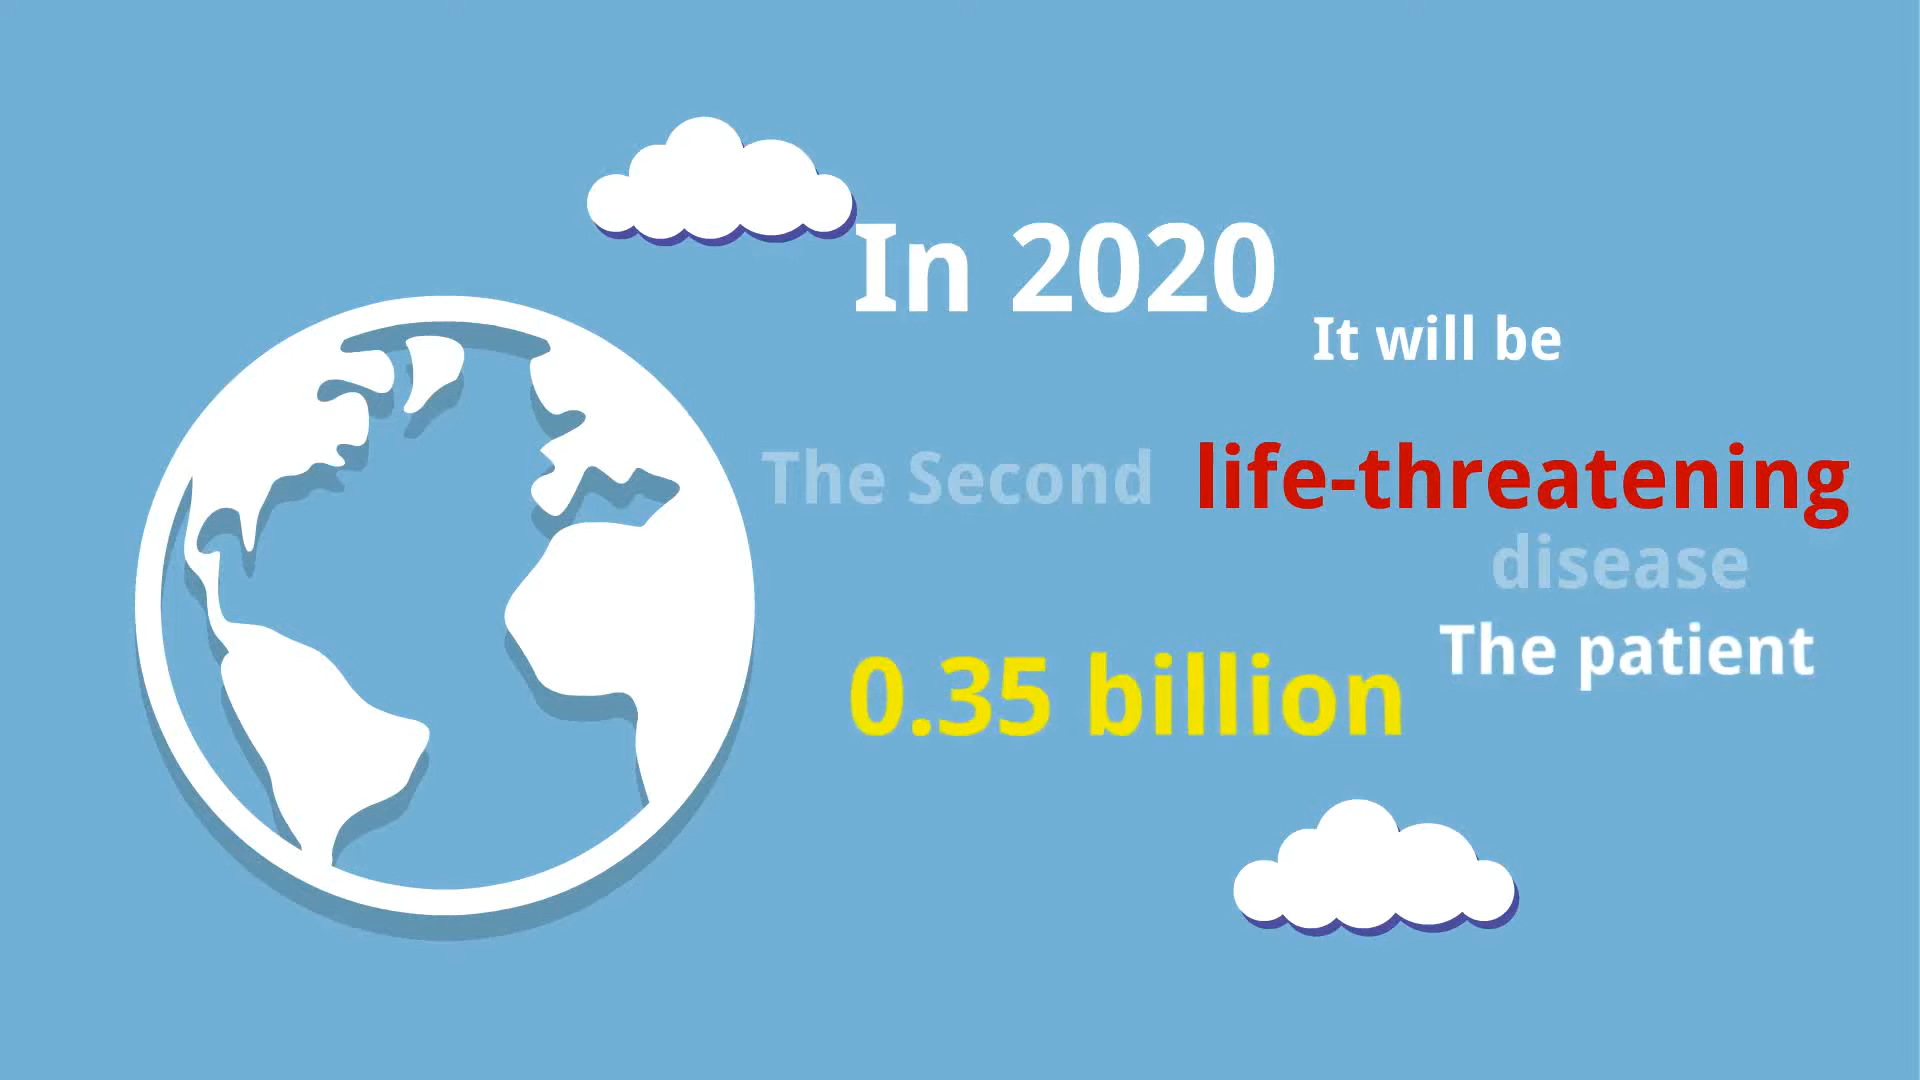 In 2020
It will be
The Second life-threatening
disease
The patient
0.35 billion